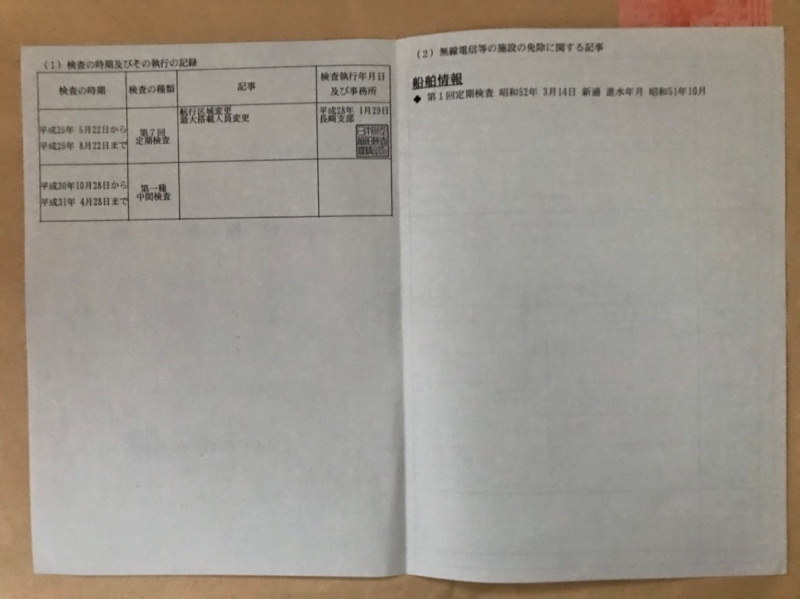 (1) 検査の時期及びその執行の記録
検査の時期 検査の種類 記事 検査執行年月日及び事務所
平成25年 5月22日から
平成25年 8月22日まで
第7回
定期検査
航行区域変更
最大搭載人員変更
平成28年 1月29日
長崎支部
平成30年10月28日から
平成31年 4月28日まで
第一種
中間検査
(2) 無線電信等の施設の免除に関する記事
船舶情報
◆ 第1回定期検査 昭和52年 3月14日 新適 進水年月 昭和51年10月